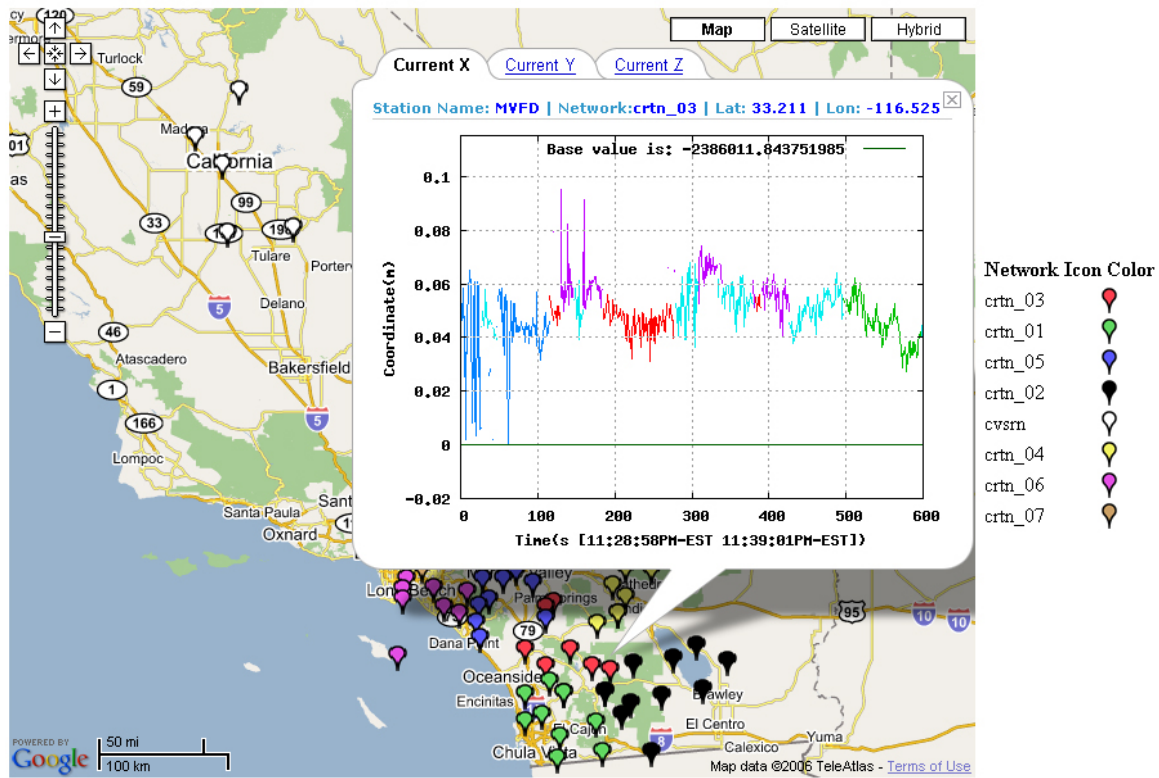 Map Satellite Hybrid
Current X Current Y Current Z
Station Name: MVFD | Network:crtn_03 | Lat: 33.211 | Lon: -116.525
Base value is: -2386011.843751985
0.1
0.08
0.06
0.04
0.02
0
-0.02
Coordinate(m)
0 100 200 300 400 500 600
Time(s [11:28:58PM-EST 11:39:01PM-EST])
Network Icon Color
crtn_03
crtn_01
crtn_05
crtn_02
cvsrn
crtn_04
crtn_06
crtn_07
120
Turlock
59
California
99
33
Tulare
Delano
5
46
Atascadero
Bakersfield
1
5
166
Lompoc
Santa Paula
Oxnard
Long Beach
Palm Springs
79
Dana Point
Oceanside
Encinitas
El Cajon
Chula Vista
Brawley
El Centro
8
Calexico
Yuma
95
10
10
POWERED BY
Google
50 mi
100 km
Map data ©2006 TeleAtlas - Terms of Use